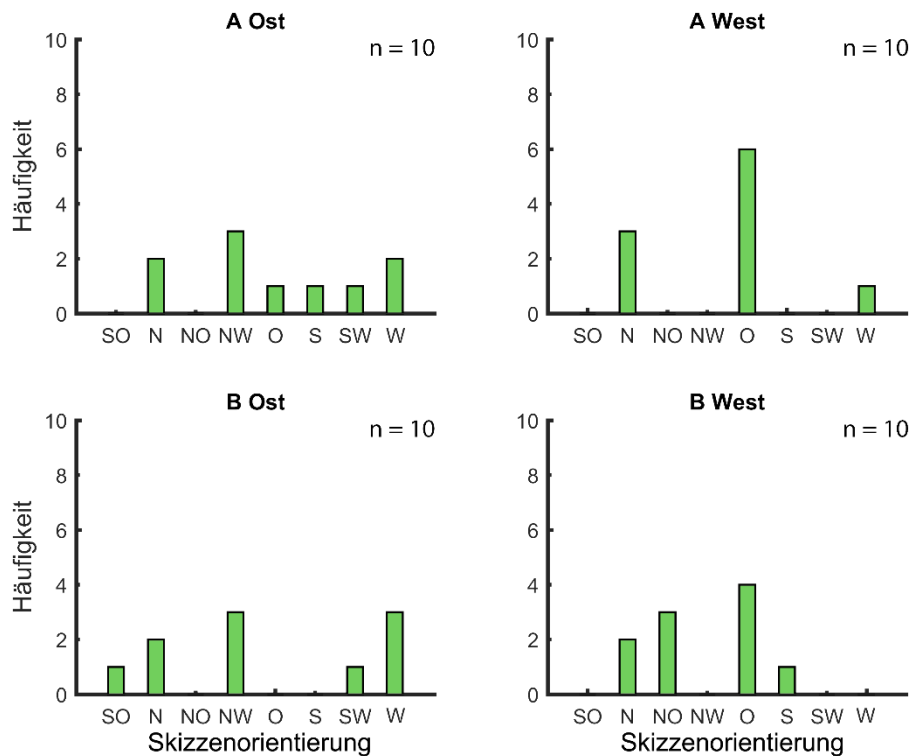 A Ost
n = 10
10
8
6
4
2
0
Häufigkeit
SO N NO NW O S SW W
A West
n = 10
10
8
6
4
2
0
SO N NO NW O S SW W
B Ost
n = 10
10
8
6
4
2
0
Häufigkeit
SO N NO NW O S SW W
Skizzenorientierung
B West
n = 10
10
8
6
4
2
0
SO N NO NW O S SW W
Skizzenorientierung